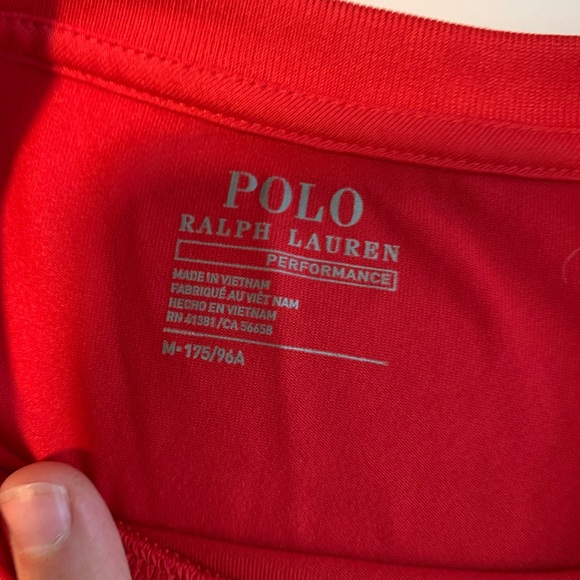 POLO
RALPH LAUREN
PERFORMANCE
MADE IN VIETNAM
FABRIQUÉ AU VIÊT NAM
HECHO EN VIETNAM
RN 41381/CA 56658
M-175/96A